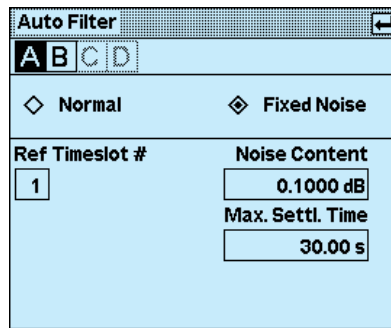 Auto Filter
A B C D
Normal Fixed Noise
Ref Timeslot # Noise Content
1 0.1000 dB
Max. Settl. Time
30.00 s